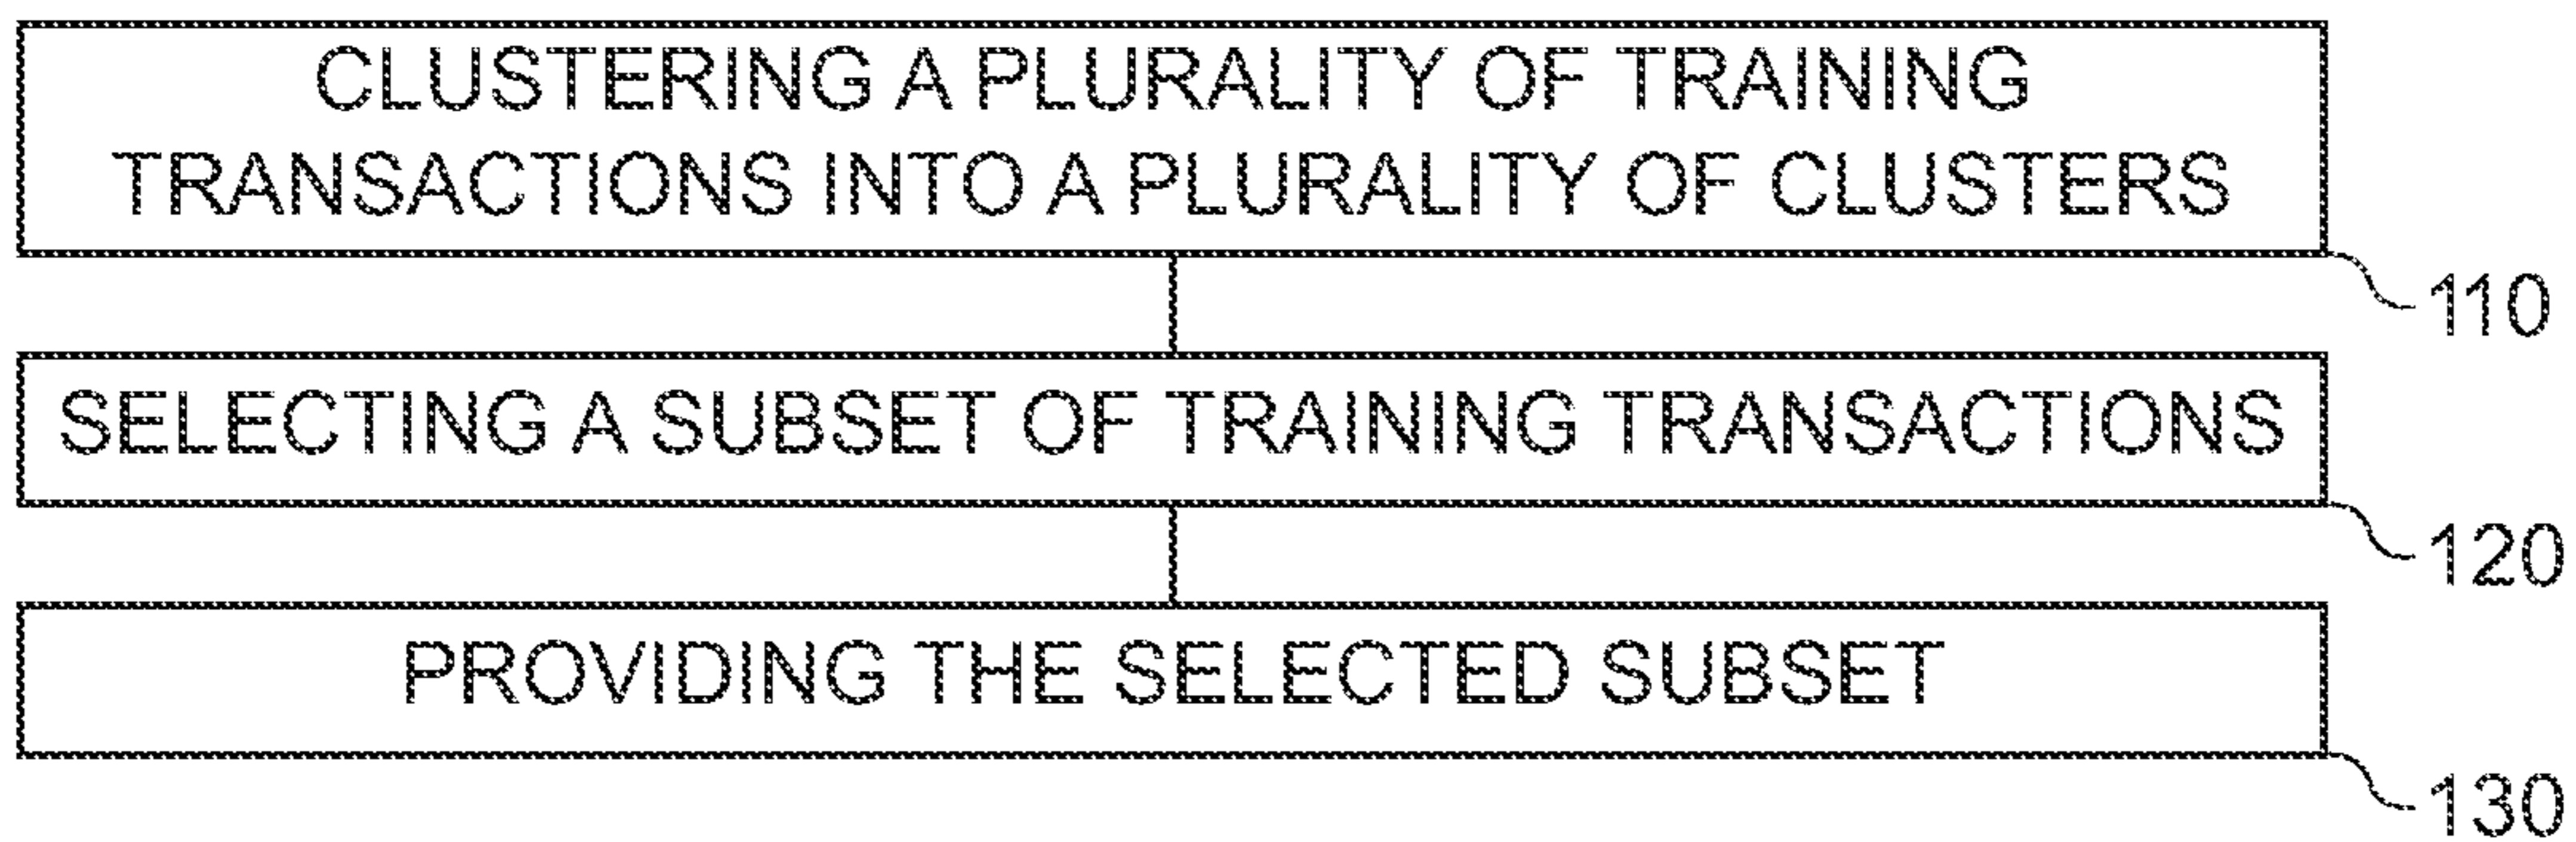 CLUSTERING A PLURALITY OF TRAINING
TRANSACTIONS INTO A PLURALITY OF CLUSTERS
110
SELECTING A SUBSET OF TRAINING TRANSACTIONS
120
PROVIDING THE SELECTED SUBSET
130